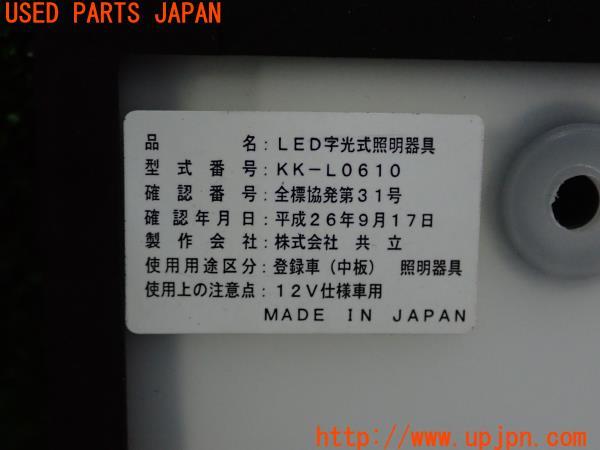 USED PARTS JAPAN
品 名：LED字光式照明器具
型式番号：KK－L0610
確認番号：全標協発第31号
確認年月日：平成26年9月17日
製作会社：株式会社 共立
使用用途区分：登録車（中板） 照明器具
使用上の注意点：12V仕様車用
MADE IN JAPAN
http://www.upjpn.com/